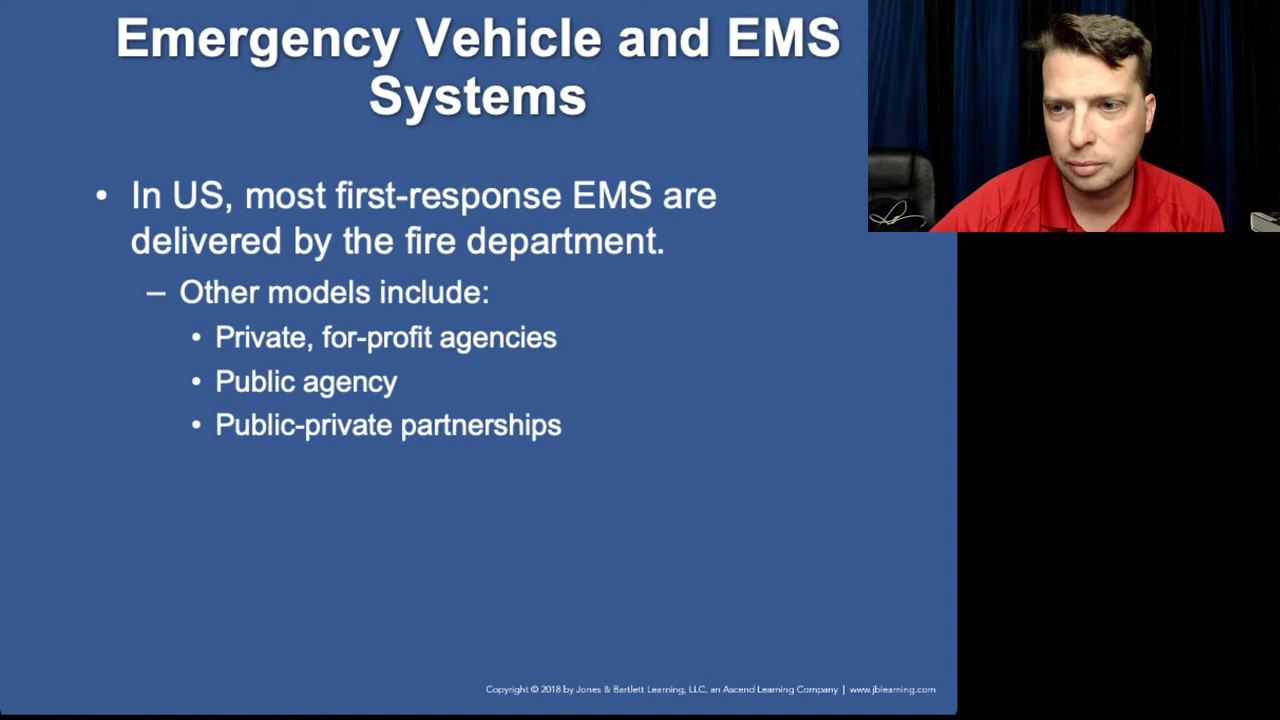 Emergency Vehicle and EMS
Systems
• In US, most first-response EMS are
delivered by the fire department.
– Other models include:
• Private, for-profit agencies
• Public agency
• Public-private partnerships
Copyright © 2018 by Jones & Bartlett Learning, LLC, an Ascend Learning Company | www.jblearning.com